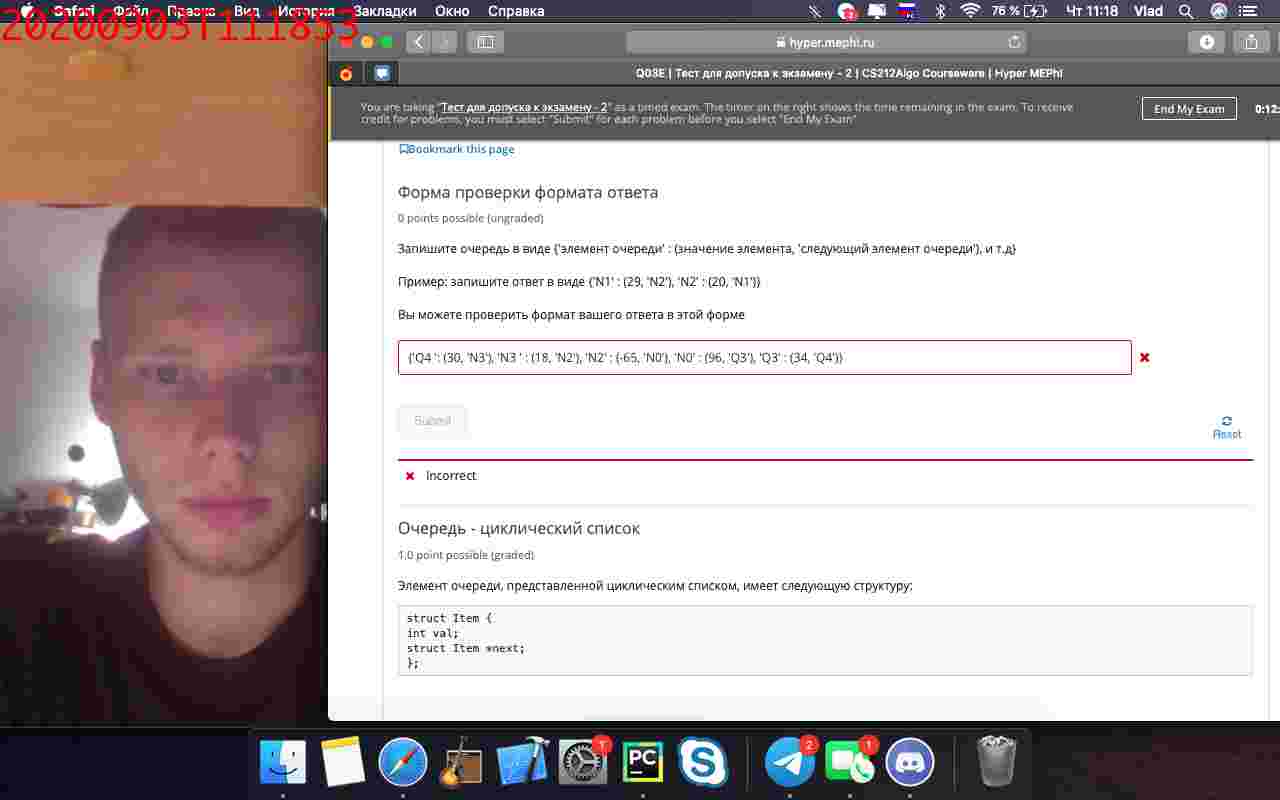 20200903T111853
Safari Файл Правка Вид История Закладки Окно Справка
76 %
Чт 11:18 Vlad
hyper.mephi.ru
Q03E | Тест для допуска к экзамену - 2 | CS212Algo Courseware | Hyper MEPhI
You are taking "Тест для допуска к экзамену - 2" as a timed exam. The timer on the right shows the time remaining in the exam. To receive
credit for problems, you must select "Submit" for each problem before you select "End My Exam"
End My Exam
0:12:
Bookmark this page
Форма проверки формата ответа
0 points possible (ungraded)
Запишите очередь в виде {'элемент очереди' : (значение элемента, 'следующий элемент очереди'), и т.д}
Пример: запишите ответ в виде {'N1' : (29, 'N2'), 'N2' : (20, 'N1')}
Вы можете проверить формат вашего ответа в этой форме
{'Q4 ': (30, 'N3'), 'N3 ' : (18, 'N2'), 'N2' : (-65, 'N0'), 'N0' : (96, 'Q3'), 'Q3' : (34, 'Q4')}
Submit
Reset
Incorrect
Очередь - циклический список
1.0 point possible (graded)
Элемент очереди, представленной циклическим списком, имеет следующую структуру:
struct Item {
int val;
struct Item *next;
};
1
PC
2
1